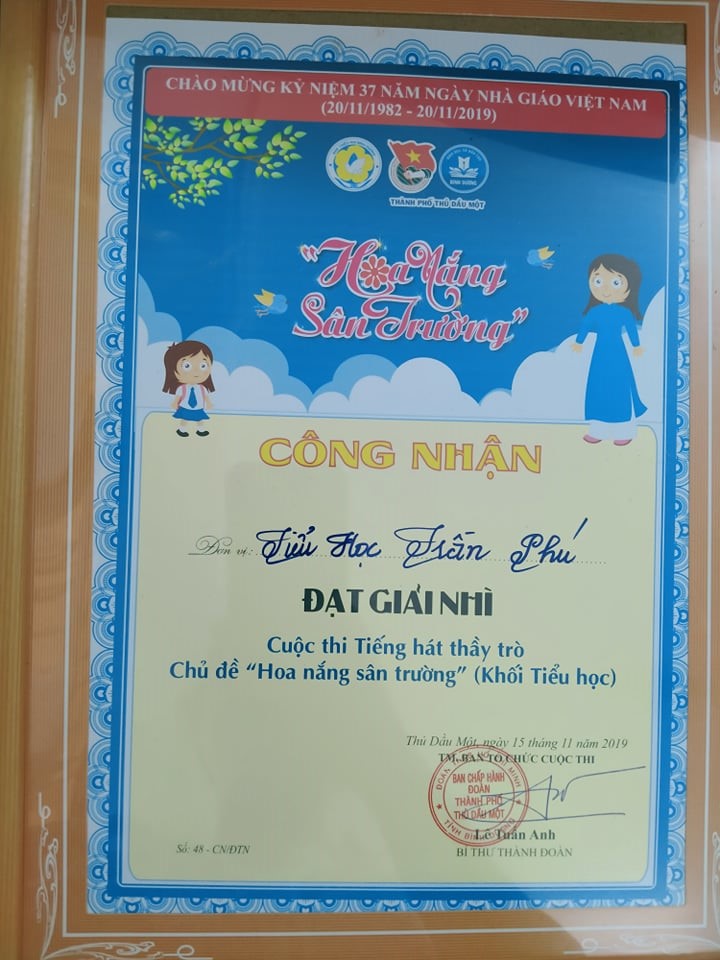 CHÀO MỪNG KỶ NIỆM 37 NĂM NGÀY NHÀ GIÁO VIỆT NAM
(20/11/1982 - 20/11/2019)
BÌNH DƯƠNG
THÀNH PHỐ THỦ DẦU MỘT
"Hoa Nắng
Sân Trường"
CÔNG NHẬN
Đơn vị: Tiểu Học Trần Phú
ĐẠT GIẢI NHÌ
Cuộc thi Tiếng hát thầy trò
Chủ đề "Hoa nắng sân trường" (Khối Tiểu học)
Thủ Dầu Một, ngày 15 tháng 11 năm 2019
TM. BAN TỔ CHỨC CUỘC THI
BAN CHẤP HÀNH
ĐOÀN
THÀNH PHỐ
THỦ DẦU MỘT
Lê Tuấn Anh
BÍ THƯ THÀNH ĐOÀN
Số: 48 - CN/ĐTN